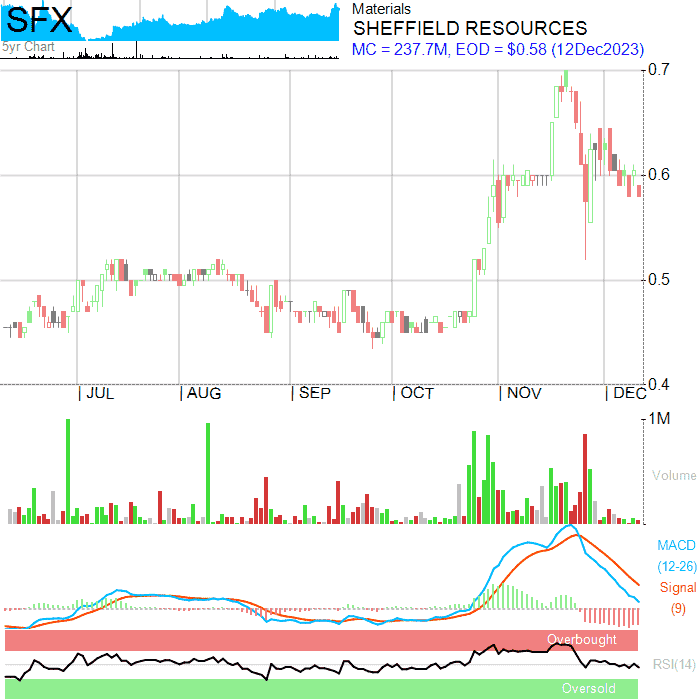 SFX
5yr Chart
Materials
SHEFFIELD RESOURCES
MC = 237.7M, EOD = $0.58 (12Dec2023)
0.7
0.6
0.5
0.4
JUL AUG SEP OCT NOV DEC
1M
Volume
MACD
(12-26)
Signal
(9)
Overbought
RSI(14)
Oversold